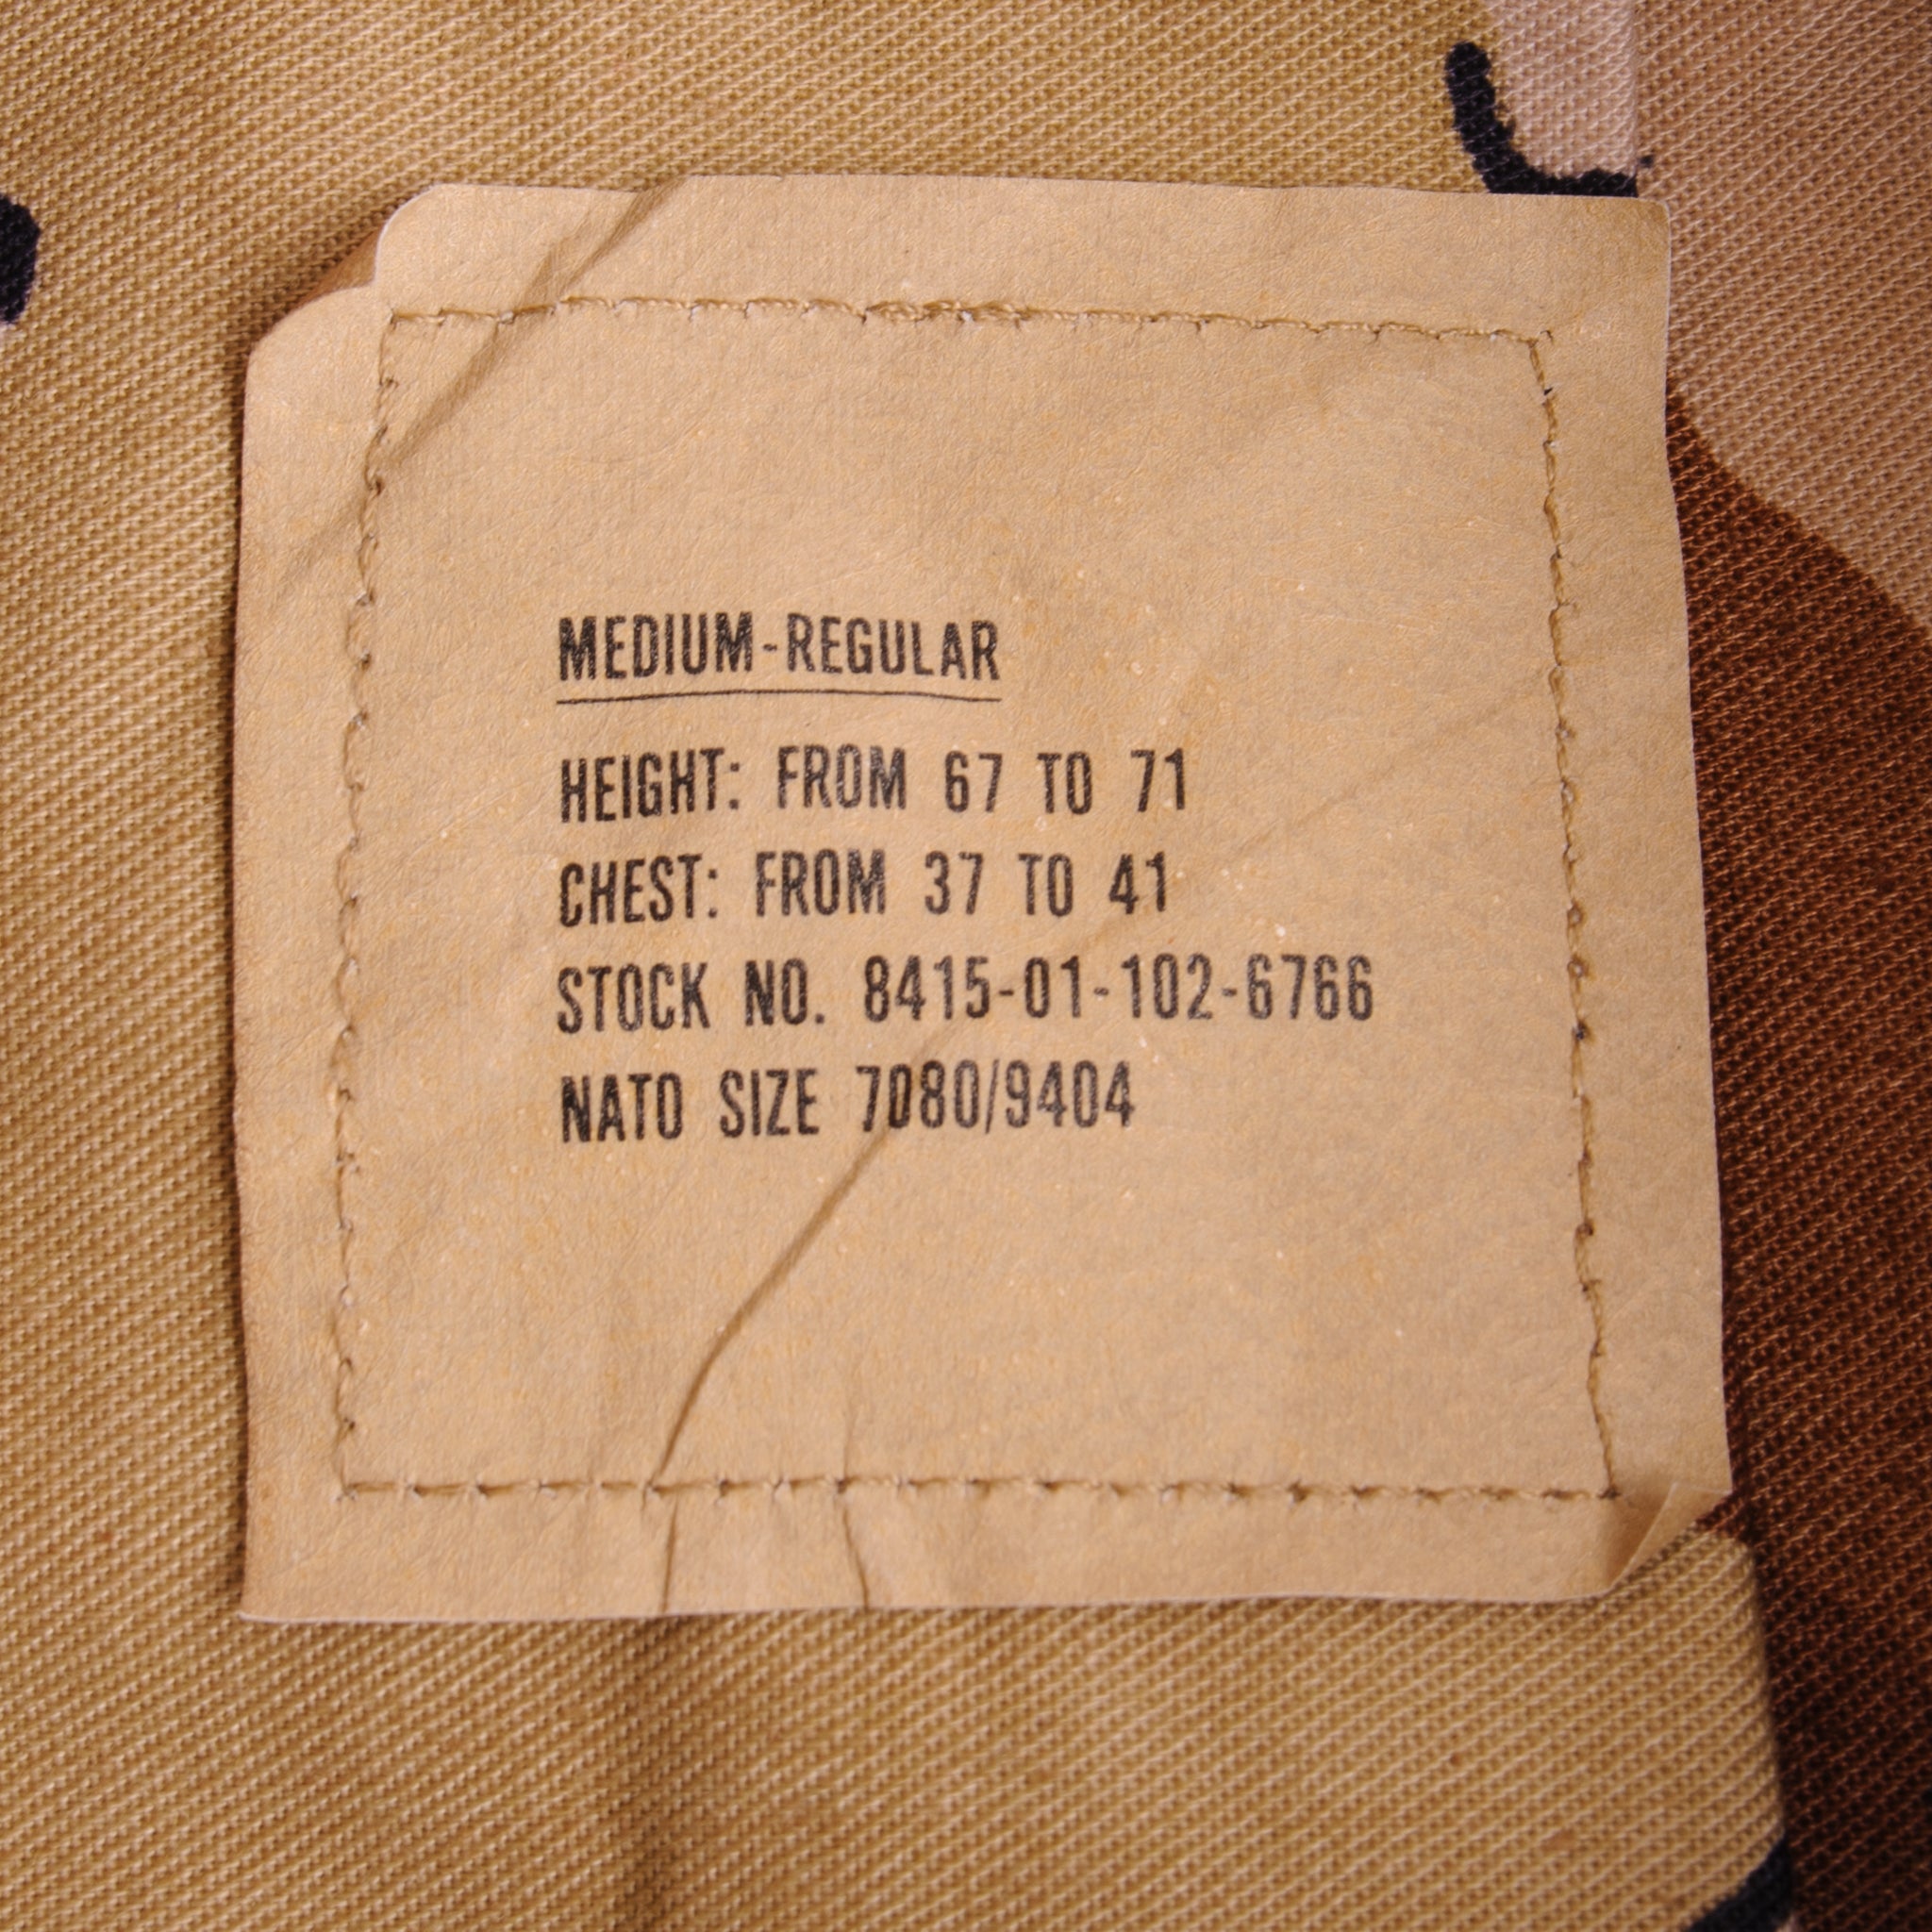 MEDIUM-REGULAR
HEIGHT: FROM 67 TO 71
CHEST: FROM 37 TO 41
STOCK NO. 8415-01-102-6766
NATO SIZE 7080/9404